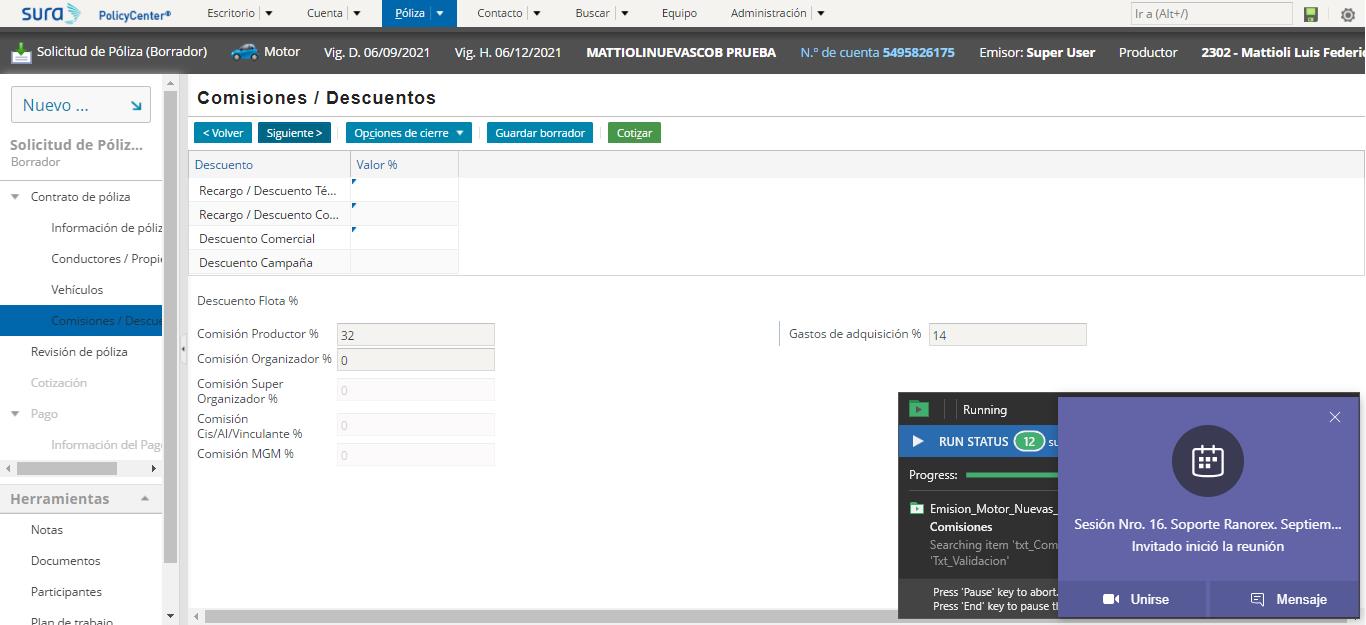 sura PolicyCenter® Escritorio Cuenta Póliza Contacto Buscar Equipo Administración Ir a (Alt+/)
Solicitud de Póliza (Borrador) Motor Vig. D. 06/09/2021 Vig. H. 06/12/2021 MATTIOLINUEVASCOB PRUEBA N.º de cuenta 5495826175 Emisor: Super User Productor 2302 - Mattioli Luis Federic
Nuevo ...
Solicitud de Póliz...
Borrador
Contrato de póliza
Información de póliz
Conductores / Propi
Vehículos
Comisiones / Descue
Revisión de póliza
Cotización
Pago
Información del Pag
Herramientas
Notas
Documentos
Participantes
Plan de trabajo
Comisiones / Descuentos
< Volver Siguiente > Opciones de cierre Guardar borrador Cotizar
Descuento Valor %
Recargo / Descuento Té...
Recargo / Descuento Co...
Descuento Comercial
Descuento Campaña
Descuento Flota %
Comisión Productor % 32 Gastos de adquisición % 14
Comisión Organizador % 0
Comisión Super
Organizador % 0
Comisión
Cis/AI/Vinculante % 0
Comisión MGM % 0
Running
RUN STATUS 12 su
Progress:
Emision_Motor_Nuevas_
Comisiones
Searching item 'txt_Com
'Txt_Validacion'
Press 'Pause' key to abort.
Press 'End' key to pause th
Sesión Nro. 16. Soporte Ranorex. Septiem...
Invitado inició la reunión
Unirse Mensaje